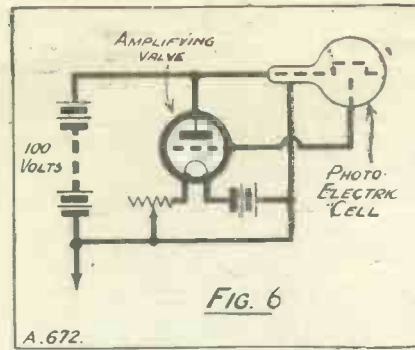 AMPLIFYING
VALVE
100
VOLTS
PHOTO-
ELECTRIC
CELL
FIG. 6
A.672.